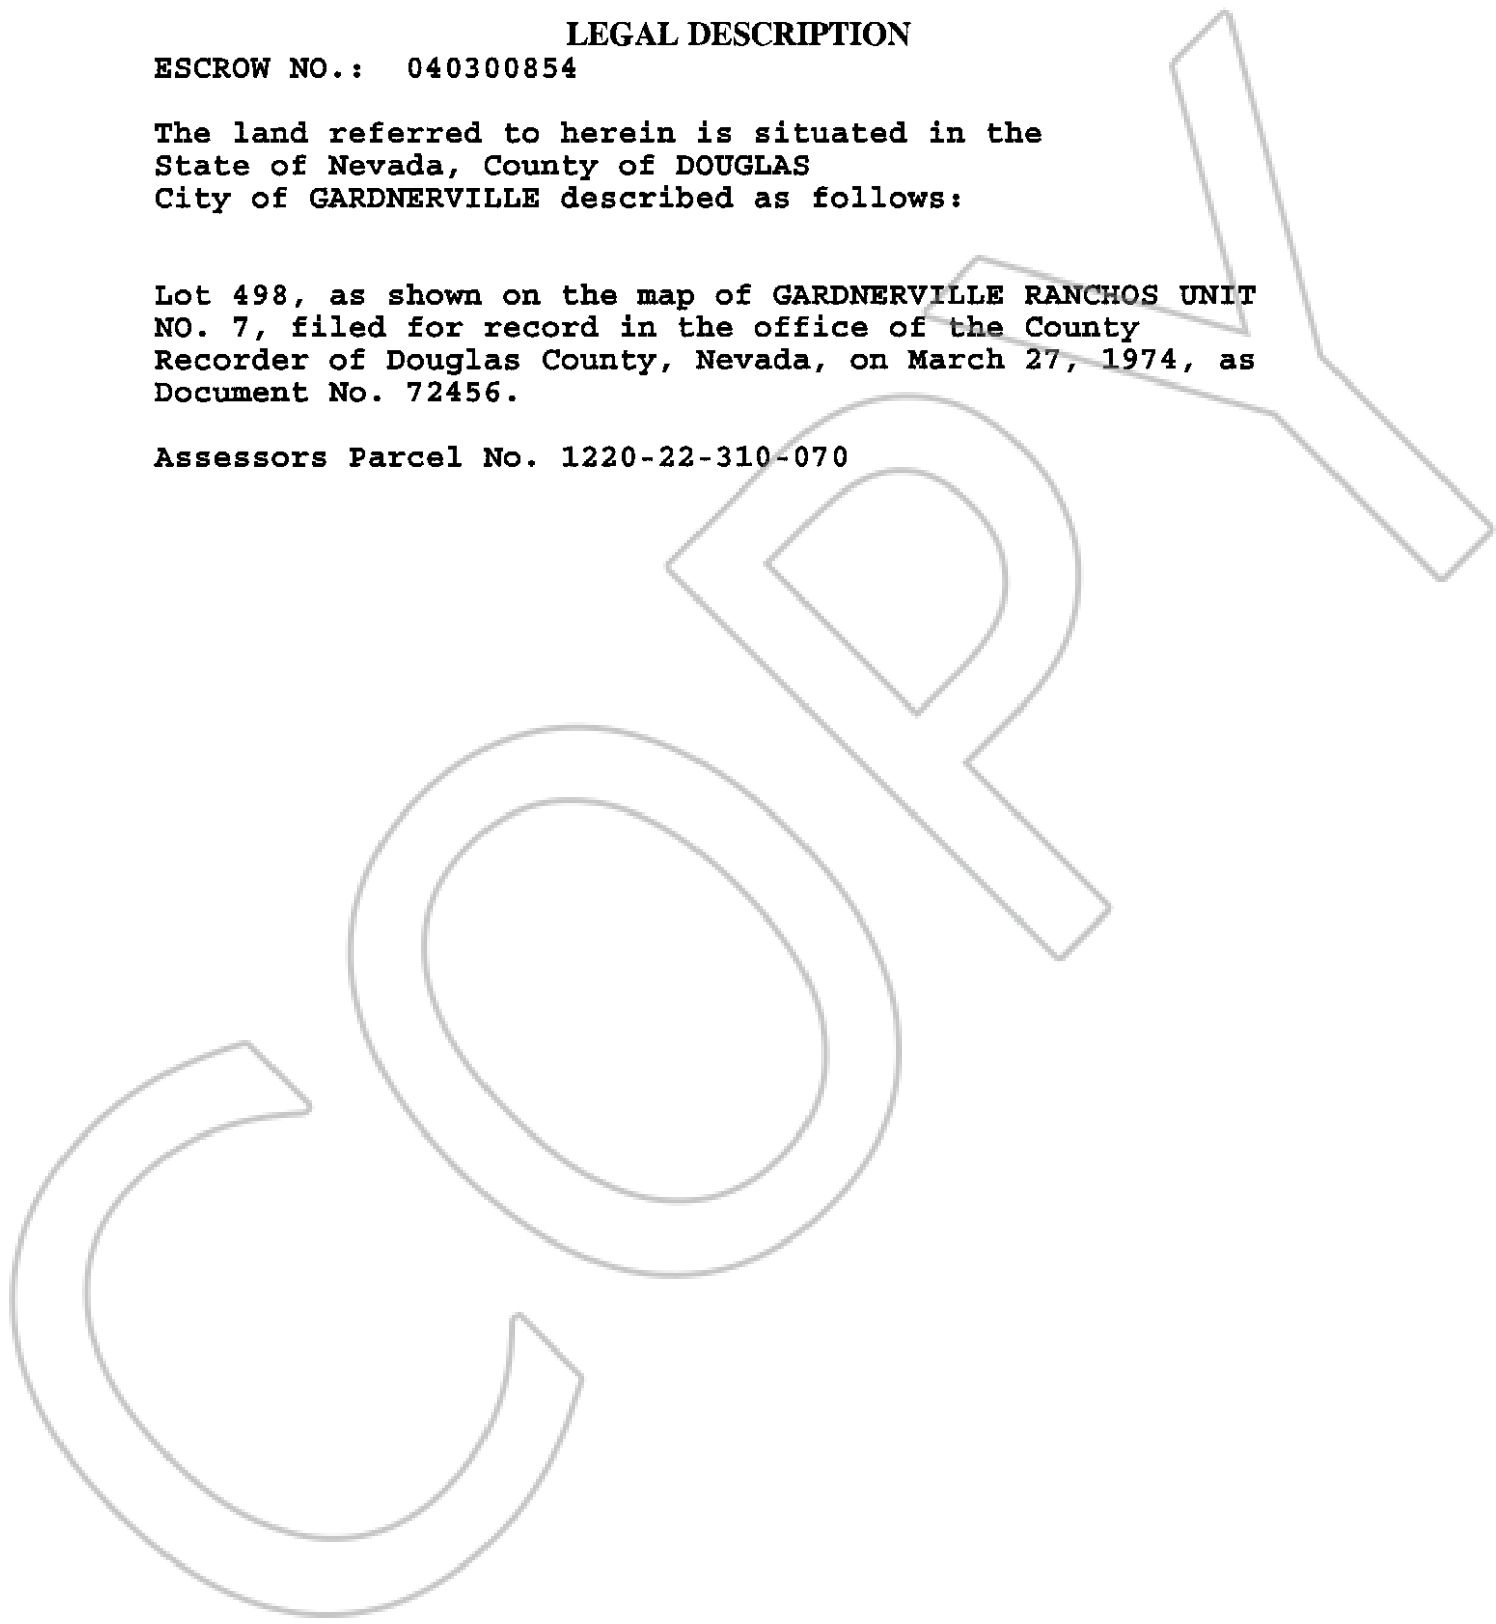 LEGAL DESCRIPTION
ESCROW NO.: 040300854
The land referred to herein is situated in the
State of Nevada, County of DOUGLAS
City of GARDNERVILLE described as follows:
Lot 498, as shown on the map of GARDNERVILLE RANCHOS UNIT
NO. 7, filed for record in the office of the County
Recorder of Douglas County, Nevada, on March 27, 1974, as
Document No. 72456.
Assessors Parcel No. 1220-22-310-070
COPY